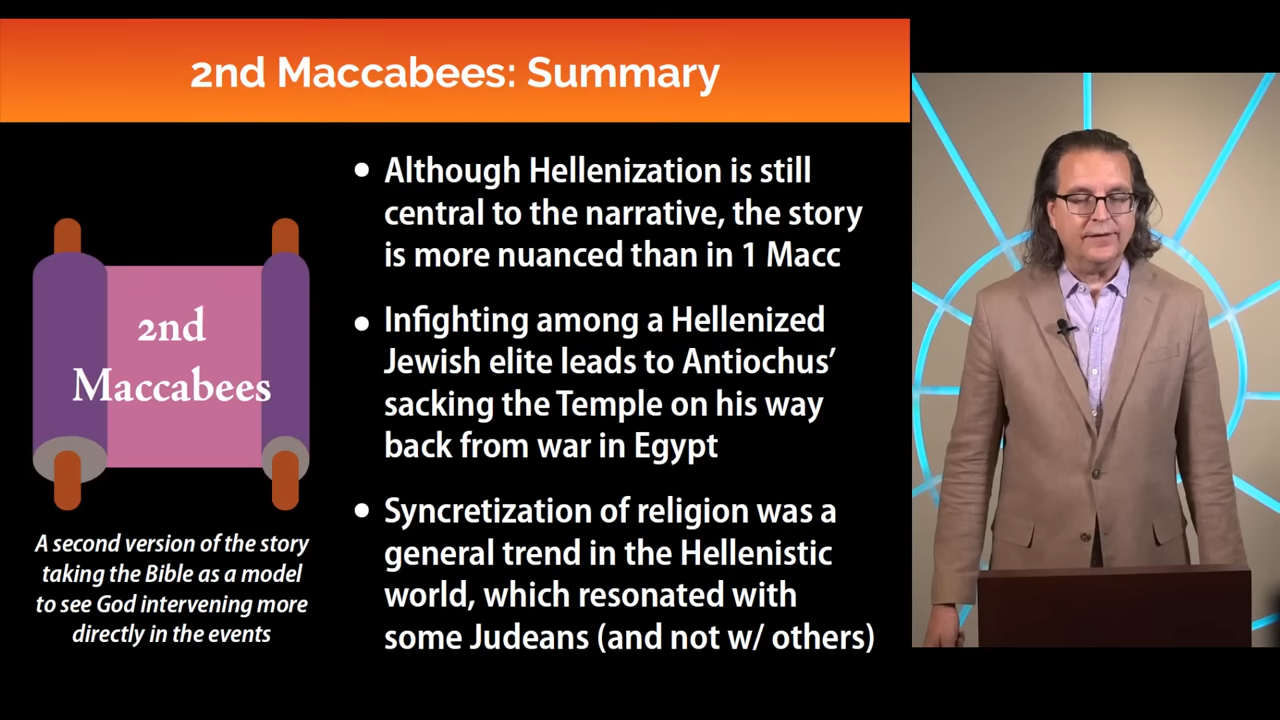 2nd Maccabees: Summary
2nd
Maccabees
A second version of the story
taking the Bible as a model
to see God intervening more
directly in the events
• Although Hellenization is still
central to the narrative, the story
is more nuanced than in 1 Macc
• Infighting among a Hellenized
Jewish elite leads to Antiochus’
sacking the Temple on his way
back from war in Egypt
• Syncretization of religion was a
general trend in the Hellenistic
world, which resonated with
some Judeans (and not w/ others)